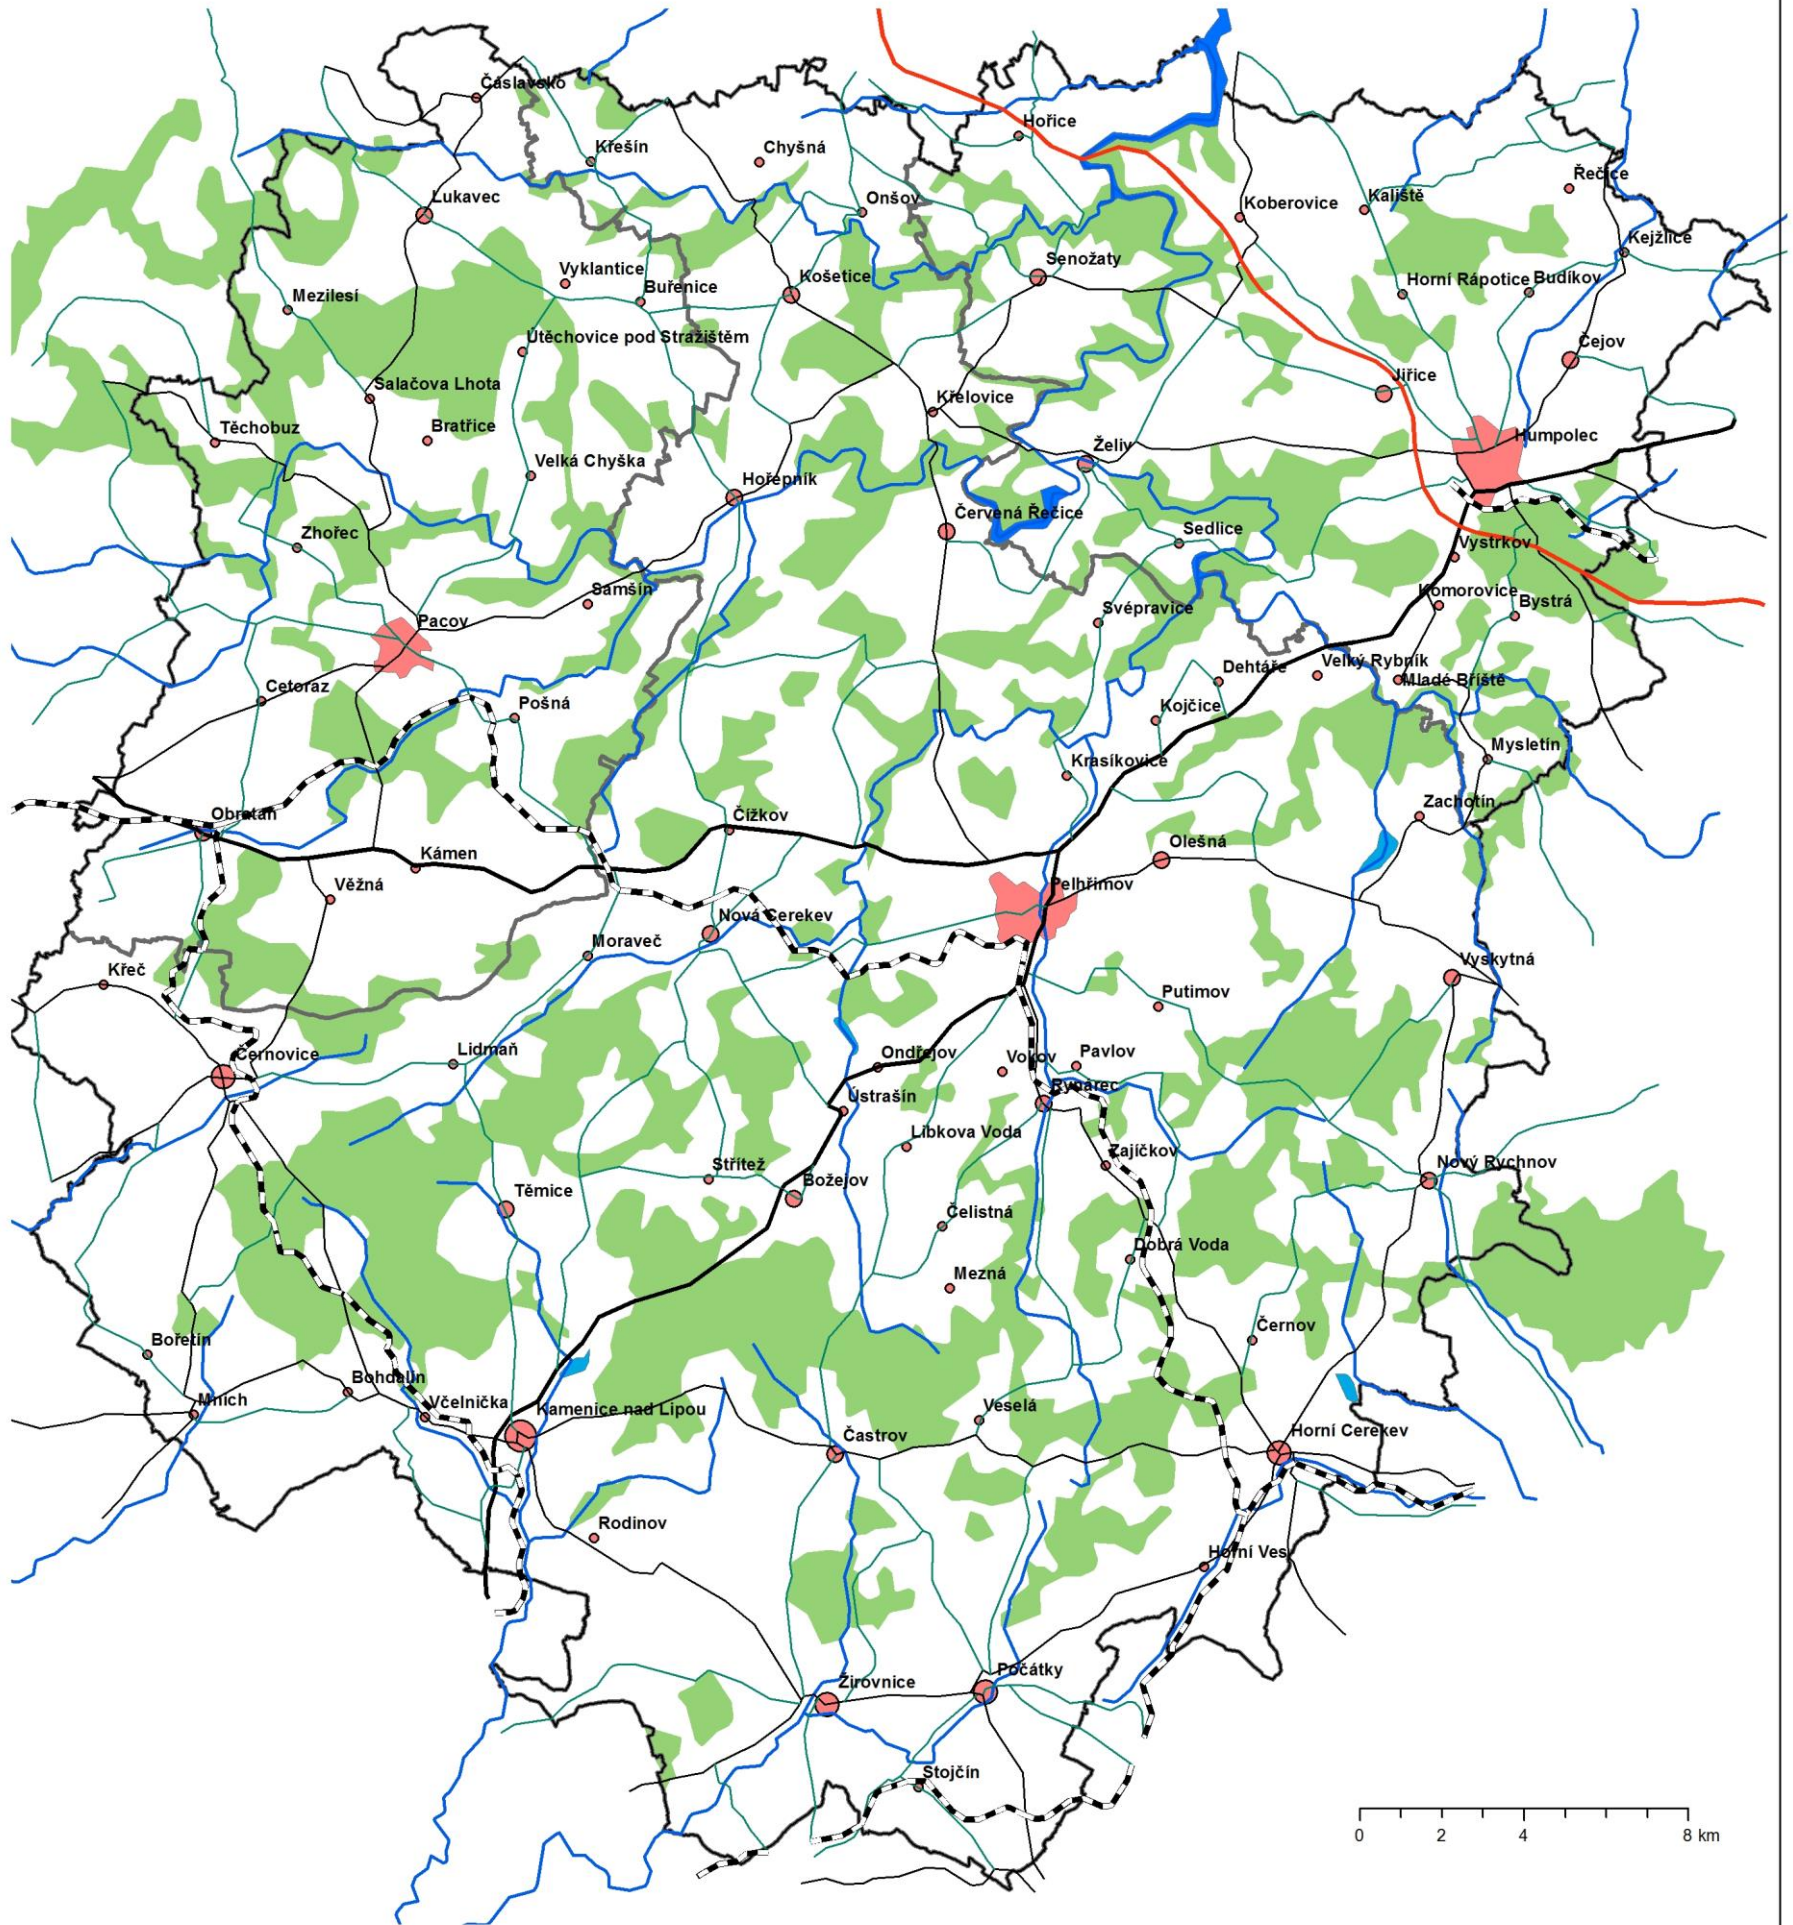 Čáslavsko
Hořice
Křešín
Chyšná
Řečice
Lukavec
Onšov
Koberovice
Kaliště
Kejžlice
Senožaty
Vyklantice
Košetice
Buřenice
Horní Rápotice
Budíkov
Mezilesí
Útěchovice pod Stražištěm
Čejov
Jiřice
Salačova Lhota
Křelovice
Těchobuz
Bratřice
Humpolec
Želiv
Velká Chyška
Hořepník
Červená Řečice
Sedlice
Zhořec
Vystrkov
Samšín
Komorovice
Bystrá
Svépravice
Pacov
Dehtáře
Velký Rybník
Mladé Bříště
Cetoraz
Pošná
Kojčice
Mysletín
Krasíkovice
Zachotín
Obrataň
Čížkov
Olešná
Kámen
Věžná
Pelhřimov
Nová Cerekev
Moraveč
Vyskytná
Křeč
Putimov
Černovice
Lidmaň
Ondřejov
Vokov
Pavlov
Rynarec
Ústrašín
Libkova Voda
Zajíčkov
Nový Rychnov
Střítež
Božejov
Těmice
Čelistná
Dobrá Voda
Mezná
Bořetín
Černov
Bohdalín
Mnich
Včelnička
Kamenice nad Lipou
Veselá
Častrov
Horní Cerekev
Rodinov
Horní Ves
Počátky
Žirovnice
Stojčín
0 2 4 8 km